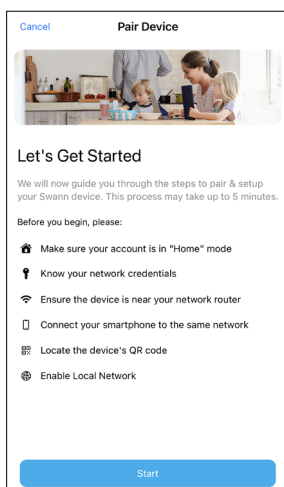 Cancel Pair Device
Let's Get Started
We will now guide you through the steps to pair & setup
your Swann device. This process may take up to 5 minutes.
Before you begin, please:
Make sure your account is in "Home" mode
Know your network credentials
Ensure the device is near your network router
Connect your smartphone to the same network
Locate the device's QR code
Enable Local Network
Start